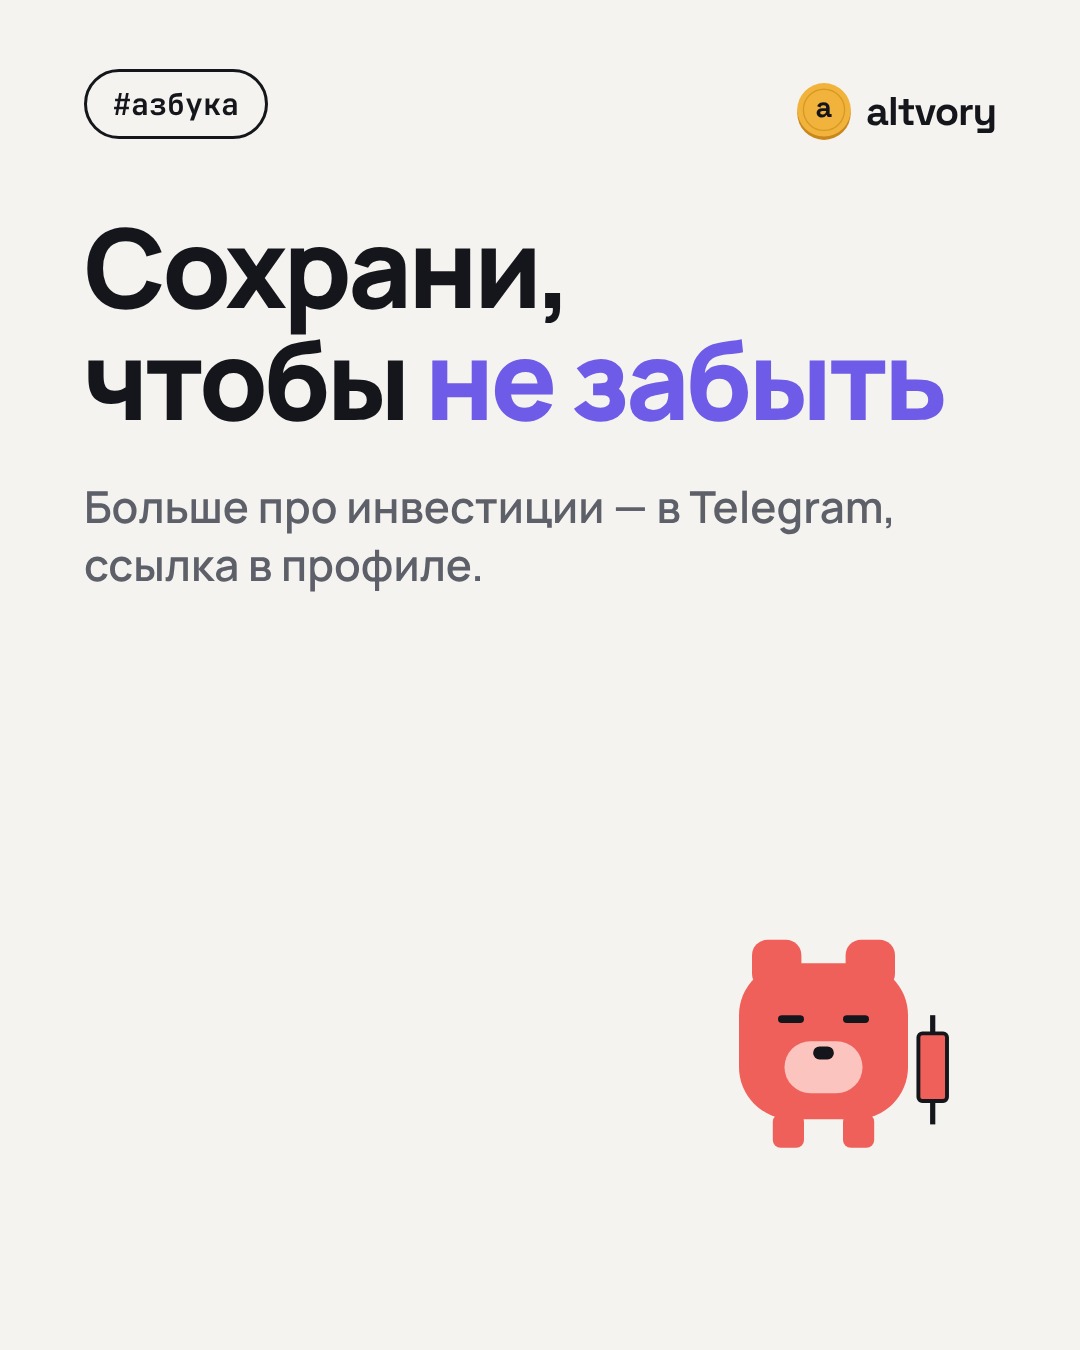 #азбука
a altvory
Сохрани,
чтобы не забыть
Больше про инвестиции — в Telegram,
ссылка в профиле.